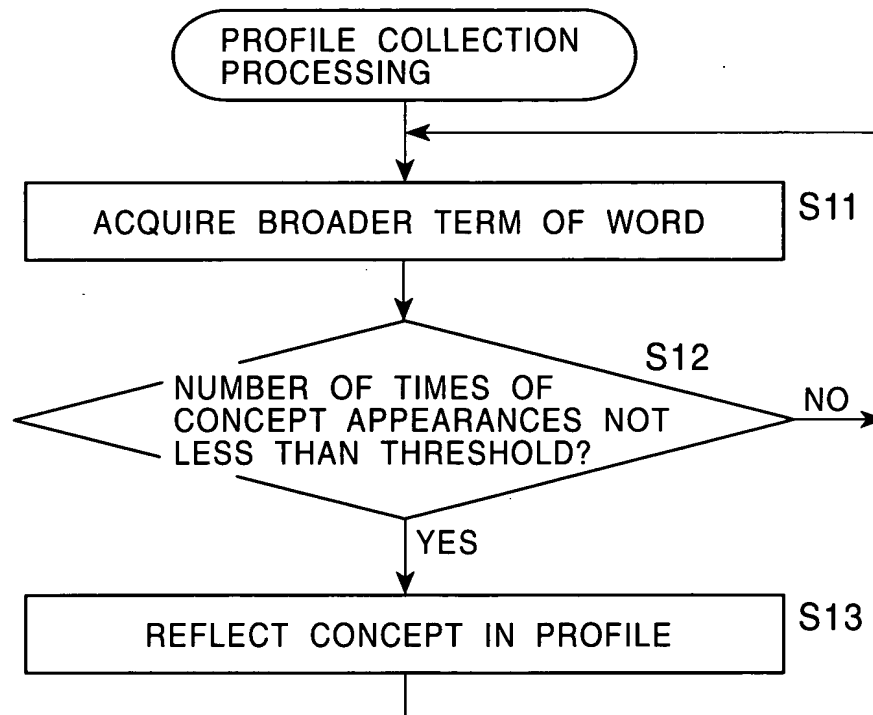 PROFILE COLLECTION
PROCESSING
ACQUIRE BROADER TERM OF WORD
S11
S12
NUMBER OF TIMES OF
CONCEPT APPEARANCES NOT
LESS THAN THRESHOLD?
NO
YES
REFLECT CONCEPT IN PROFILE
S13